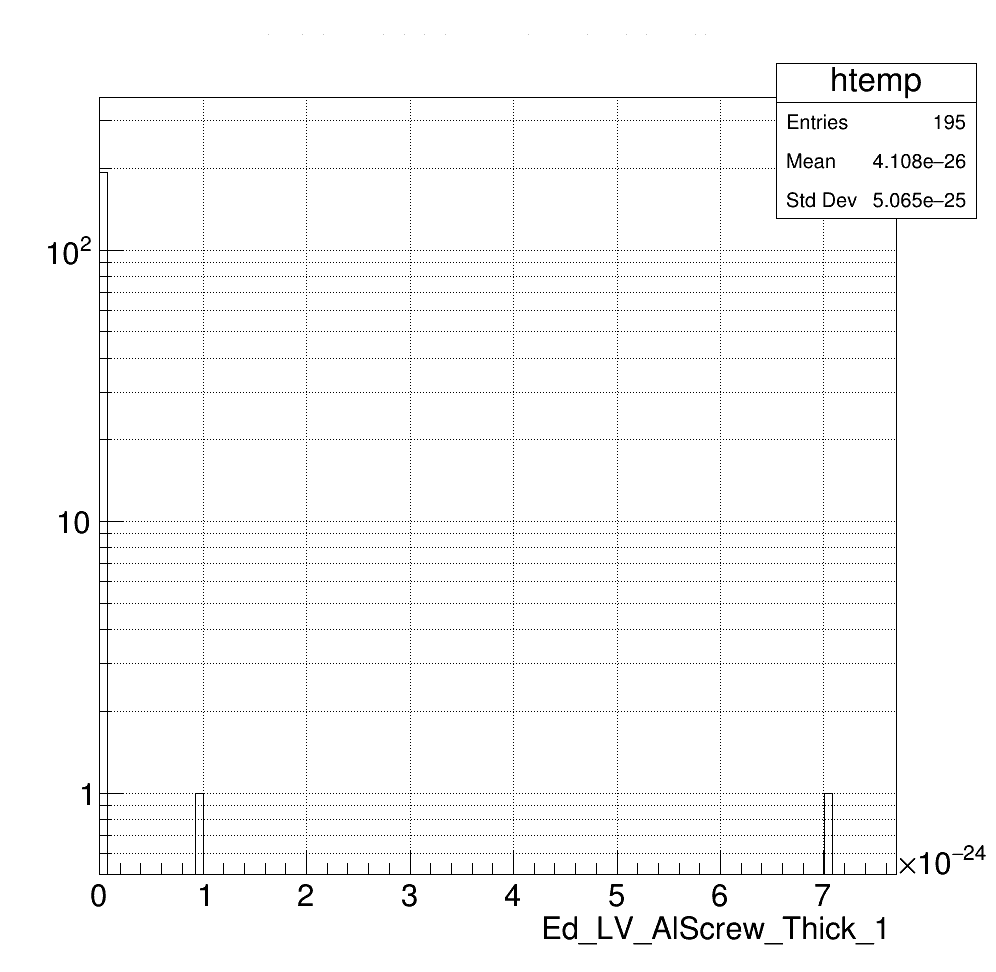 htemp
Entries 195
Mean 4.108e−26
Std Dev 5.065e−25
10²
10
1
0 1 2 3 4 5 6 7 ×10⁻²⁴
Ed_LV_AlScrew_Thick_1